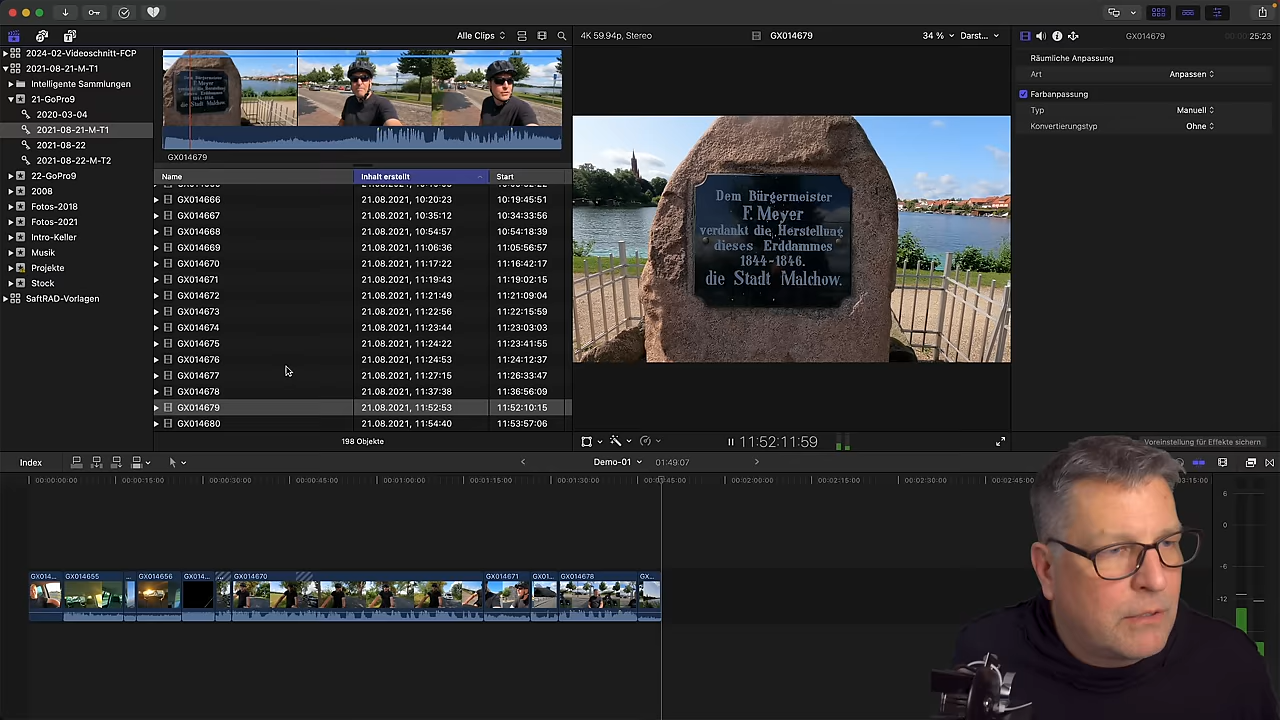 Alle Clips
4K 59.94p, Stereo
GX014679
34 %
Darst...
GX014679
25:23
2024-02-Videoschnitt-FCP
2021-08-21-M-T1
Intelligente Sammlungen
21-GoPro9
2020-03-04
2021-08-21-M-T1
2021-08-22
2021-08-22-M-T2
22-GoPro9
2008
Fotos-2018
Fotos-2021
Intro-Keller
Musik
Projekte
Stock
SaftRAD-Vorlagen
GX014679
Name Inhalt erstellt Start
GX014666 21.08.2021, 10:20:23 10:19:45:51
GX014667 21.08.2021, 10:35:12 10:34:33:56
GX014668 21.08.2021, 10:54:57 10:54:18:39
GX014669 21.08.2021, 11:06:36 11:05:56:57
GX014670 21.08.2021, 11:17:22 11:16:42:17
GX014671 21.08.2021, 11:19:43 11:19:02:15
GX014672 21.08.2021, 11:21:49 11:21:09:04
GX014673 21.08.2021, 11:22:56 11:22:15:59
GX014674 21.08.2021, 11:23:44 11:23:03:03
GX014675 21.08.2021, 11:24:22 11:23:41:55
GX014676 21.08.2021, 11:24:53 11:24:12:37
GX014677 21.08.2021, 11:27:15 11:26:33:47
GX014678 21.08.2021, 11:37:38 11:36:56:09
GX014679 21.08.2021, 11:52:53 11:52:10:15
GX014680 21.08.2021, 11:54:40 11:53:57:06
198 Objekte
Dem Bürgermeister
F. Meyer
verdankt die Herstellung
dieses Erddammes
1844-1846.
die Stadt Malchow.
11:52:11:59
Räumliche Anpassung
Art Anpassen
Farbanpassung
Typ Manuell
Konvertierungstyp Ohne
Voreinstellung für Effekte sichern
Index
Demo-01
01:49:07
00:00:00:00 00:00:15:00 00:00:30:00 00:00:45:00 00:01:00:00 00:01:15:00 00:01:30:00 00:02:00:00 00:02:15:00 00:02:30:00
GX014... GX014655 ... GX014656 GX014... GX014670 GX014671 GX01... GX014678 GX...
6
0
-6
-12